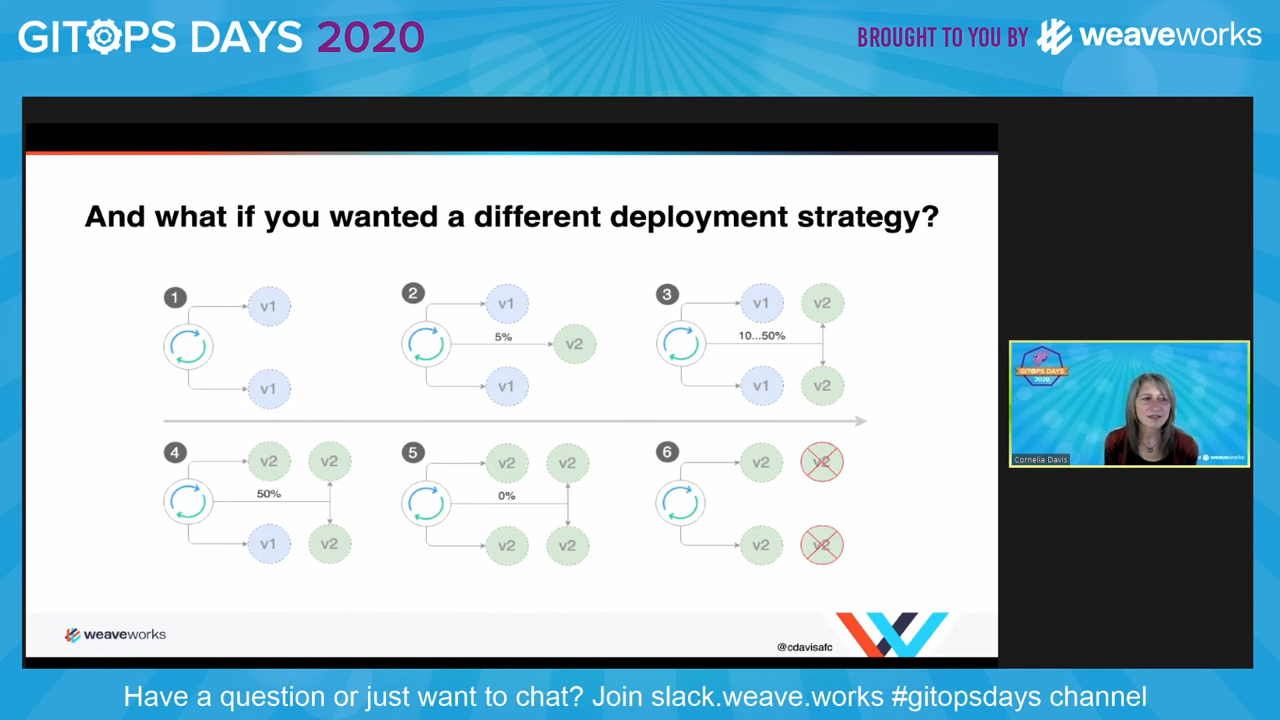 GITOPS DAYS 2020
BROUGHT TO YOU BY weaveworks
And what if you wanted a different deployment strategy?
1
v1
v1
2
v1
5%
v2
v1
3
v1
v2
10...50%
v1
v2
4
v2
v2
50%
v1
v2
5
v2
v2
0%
v2
v2
6
v2
v2
v2
v2
weaveworks
@cdavisafc
GITOPS DAYS
2020
Cornelia Davis
weaveworks
Have a question or just want to chat? Join slack.weave.works #gitopsdays channel